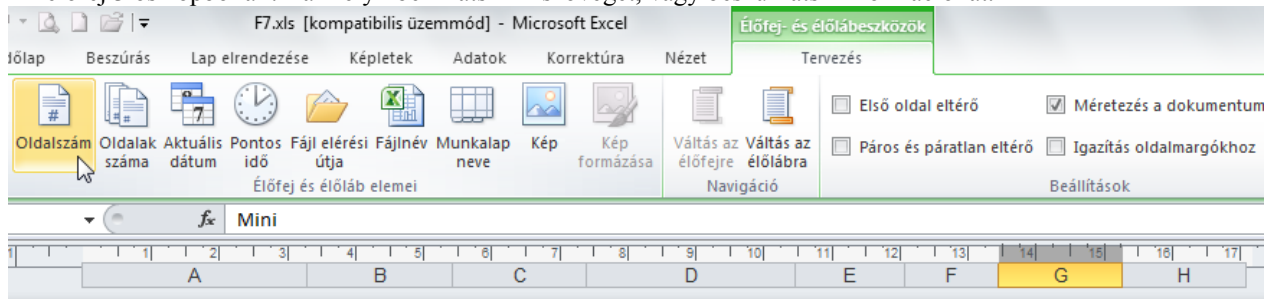 F7.xls [kompatibilis üzemmód] - Microsoft Excel
Élőfej- és élőlábeszközök
Beszúrás Lap elrendezése Képletek Adatok Korrektúra Nézet Tervezés
Oldalszám Oldalak száma Aktuális dátum Pontos idő Fájl elérési útja Fájlnév Munkalap neve Kép Kép formázása Váltás az élőfejre Váltás az élőlábra
Első oldal eltérő Méretezés a dokumentum
Páros és páratlan eltérő Igazítás oldalmargókhoz
Élőfej és élőláb elemei Navigáció Beállítások
fx Mini
1 1 2 3 4 5 6 7 8 9 10 11 12 13 14 15 16 17
A B C D E F G H